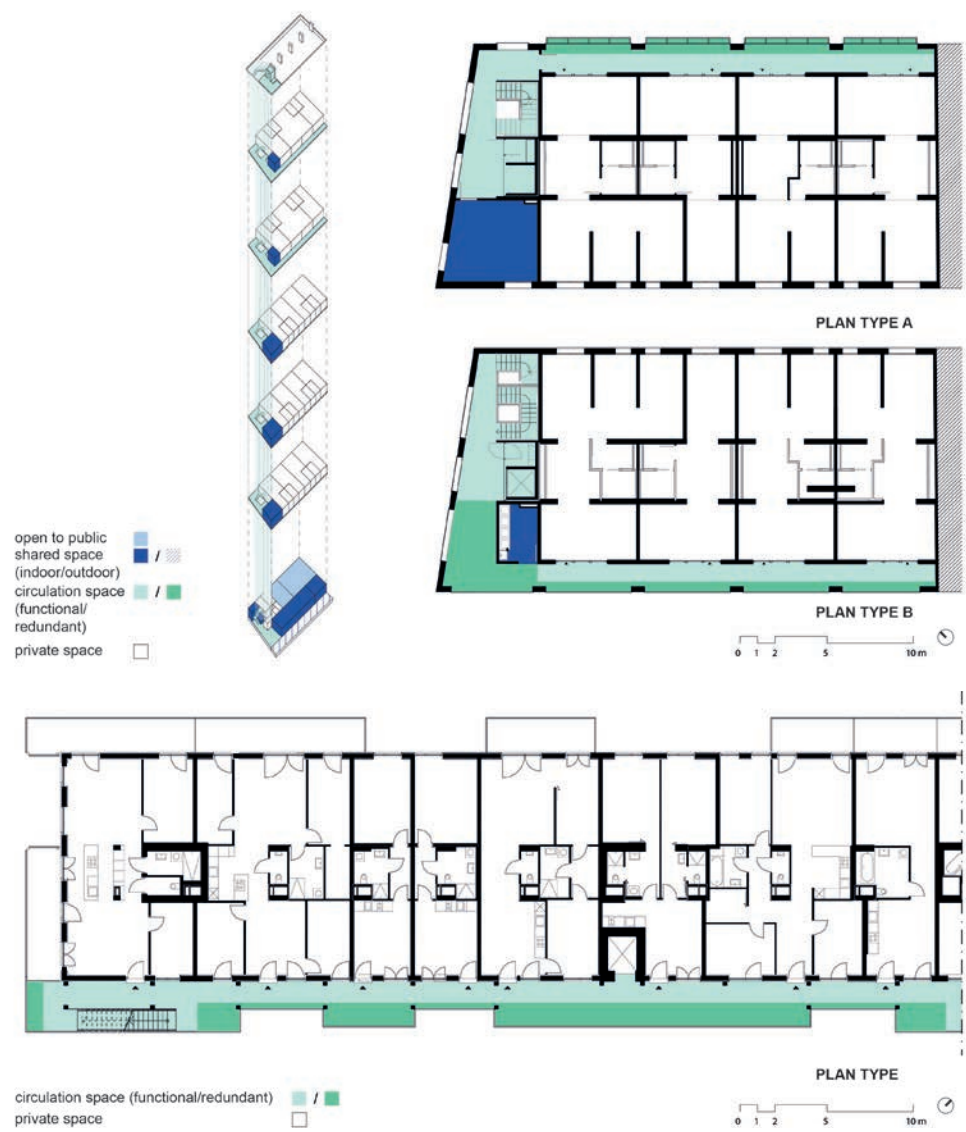 PLAN TYPE A
open to public
shared space /
(indoor/outdoor)
circulation space /
(functional/
redundant)
private space
PLAN TYPE B
0 1 2 5 10 m
PLAN TYPE
circulation space (functional/redundant) /
private space
0 1 2 5 10 m